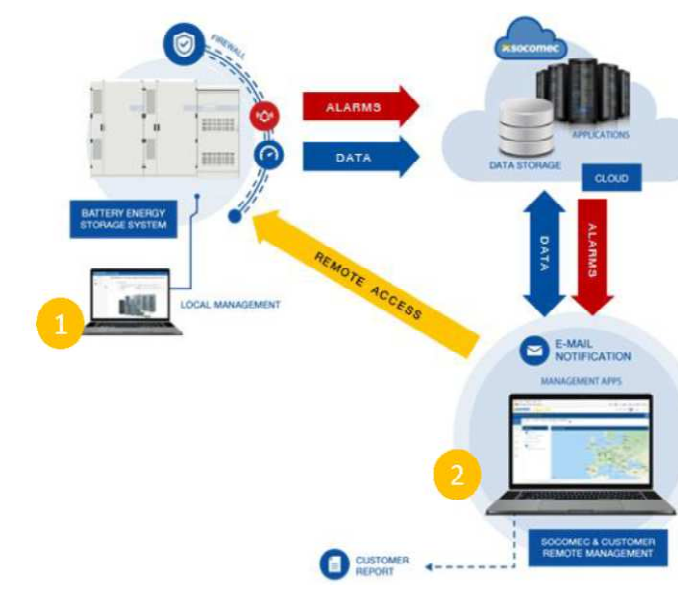 FIREWALL
socomec
ALARMS
DATA
APPLICATIONS
DATA STORAGE
CLOUD
BATTERY ENERGY
STORAGE SYSTEM
DATA
ALARMS
REMOTE ACCESS
LOCAL MANAGEMENT
1
E-MAIL
NOTIFICATION
MANAGEMENT APPS
2
SOCOMEC & CUSTOMER
REMOTE MANAGEMENT
CUSTOMER
REPORT